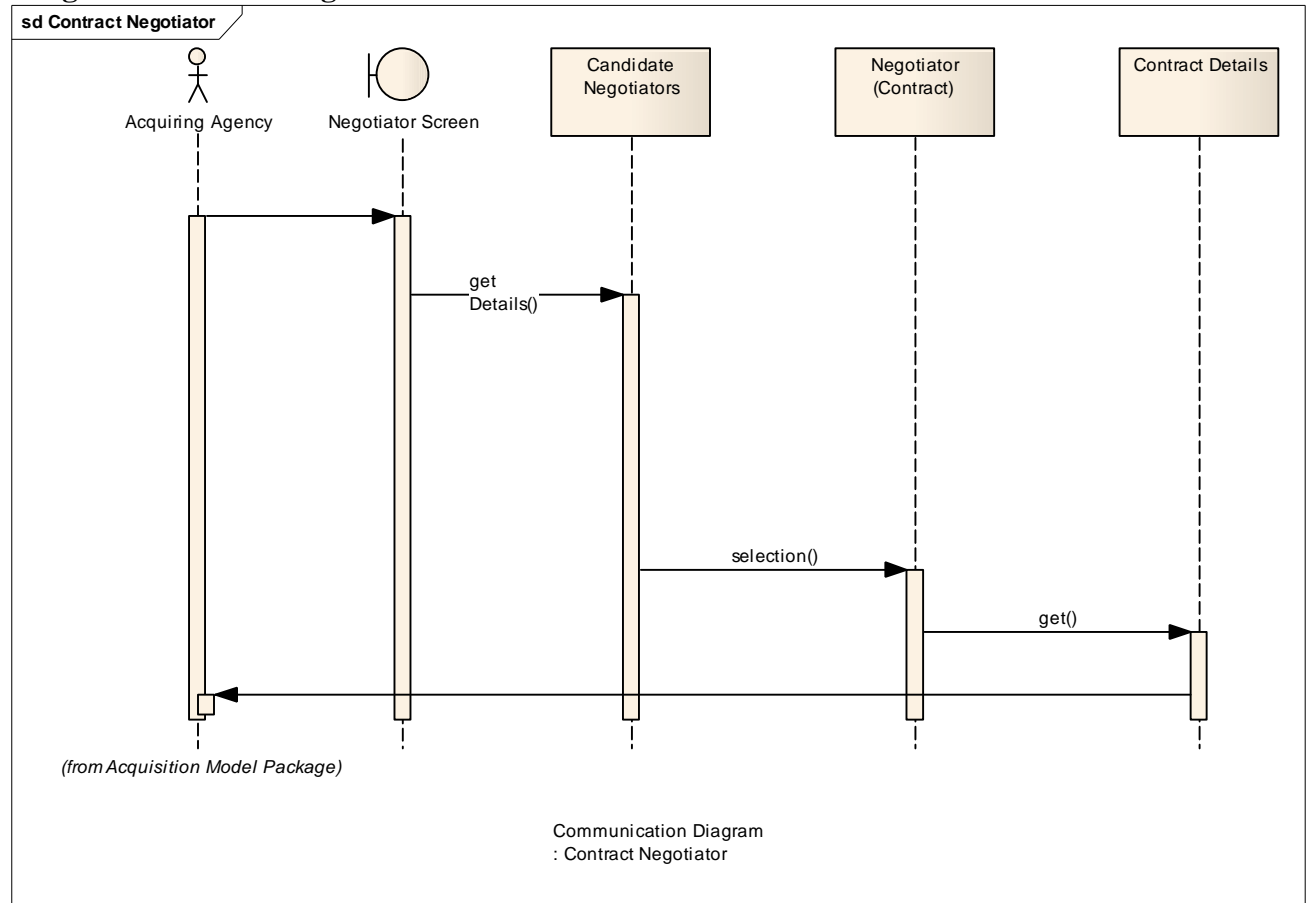 sd Contract Negotiator
Acquiring Agency
Negotiator Screen
Candidate
Negotiators
Negotiator
(Contract)
Contract Details
get
Details()
selection()
get()
(from Acquisition Model Package)
Communication Diagram
: Contract Negotiator